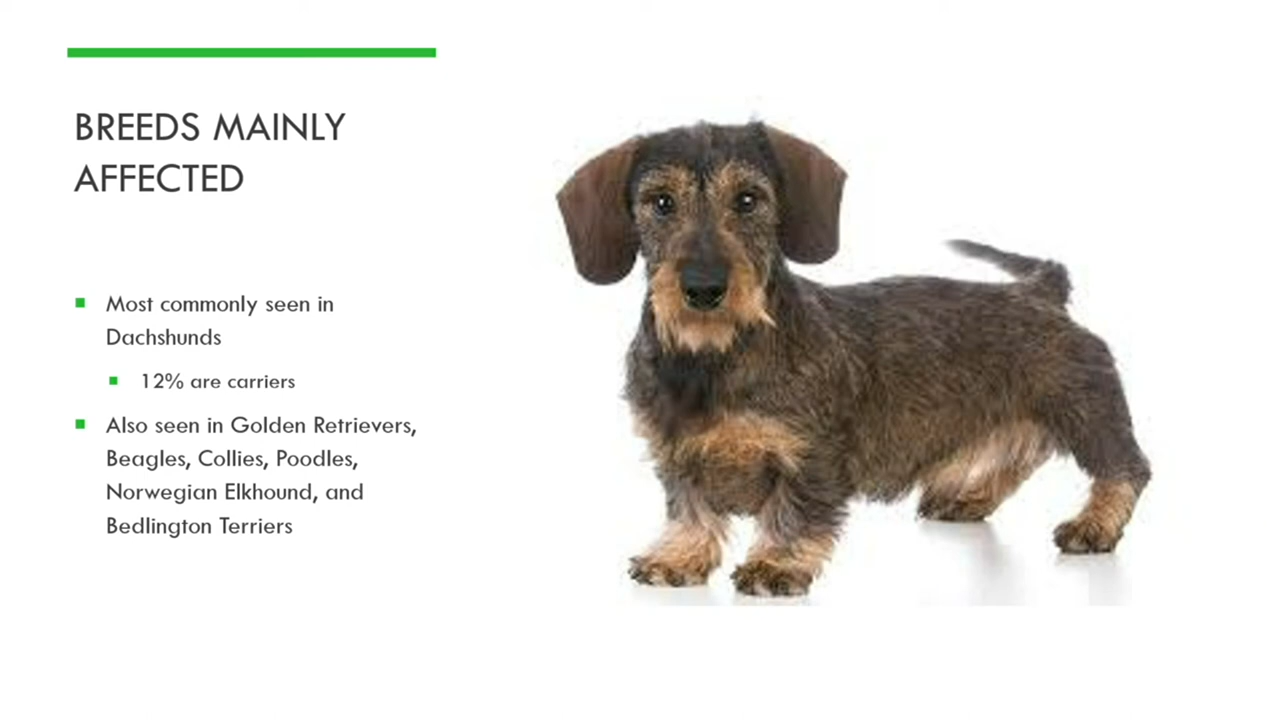 BREEDS MAINLY
AFFECTED
Most commonly seen in
Dachshunds
12% are carriers
Also seen in Golden Retrievers,
Beagles, Collies, Poodles,
Norwegian Elkhound, and
Bedlington Terriers